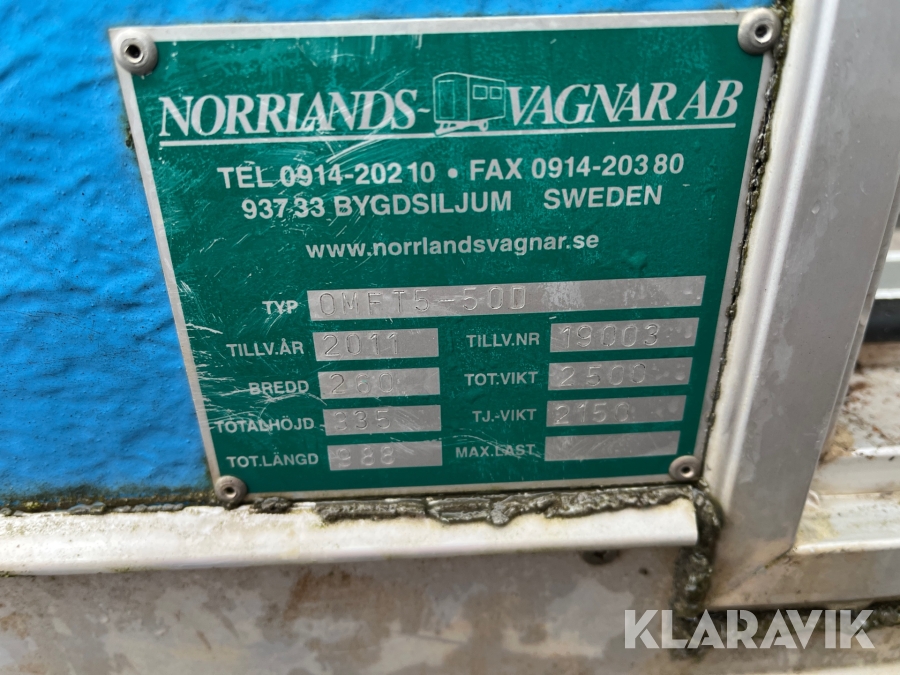 NORRLANDS-VAGNAR AB
TEL 0914-202 10 • FAX 0914-203 80
937 33 BYGDSILJUM SWEDEN
www.norrlandsvagnar.se
TYP OMFT5-50D
TILLV.ÅR 2011 TILLV.NR 19003
BREDD 260 TOT.VIKT 2500
TOTALHÖJD 335 TJ.-VIKT 2150
TOT.LÄNGD 988 MAX.LAST
KLARAVIK